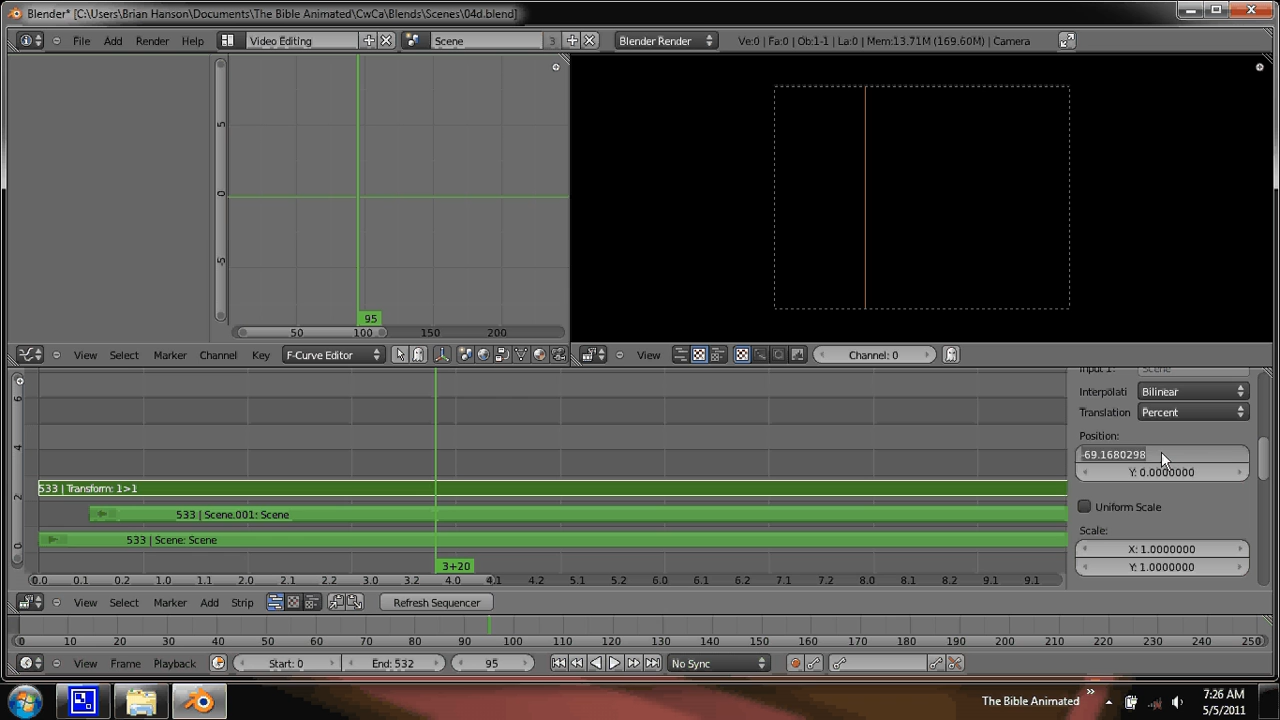 Blender* [C:\Users\Brian Hanson\Documents\The Bible Animated\CwCa\Blends\Scenes\04d.blend]
File Add Render Help Video Editing Scene 3 Blender Render Ve:0 | Fa:0 | Ob:1-1 | La:0 | Mem:13.71M (169.60M) | Camera
5
0
-5
95
50 100 150 200
View Select Marker Channel Key F-Curve Editor View Channel: 0
Input 1: Scene
6
Interpolati Bilinear
Translation Percent
Position:
4
-69.1680298
Y: 0.0000000
533 | Transform: 1>1
2
Uniform Scale
533 | Scene.001: Scene
Scale:
533 | Scene: Scene
0
X: 1.0000000
3+20
Y: 1.0000000
0.0 0.1 0.2 1.0 1.1 1.2 2.0 2.1 2.2 3.0 3.2 4.0 4.1 4.2 5.1 5.2 6.0 6.2 7.1 7.2 8.0 8.2 9.1
View Select Marker Add Strip Refresh Sequencer
0 10 20 30 40 50 60 70 80 90 100 110 120 130 140 150 160 170 180 190 200 210 220 230 240 250
View Frame Playback Start: 0 End: 532 95 No Sync
The Bible Animated
7:26 AM
5/5/2011